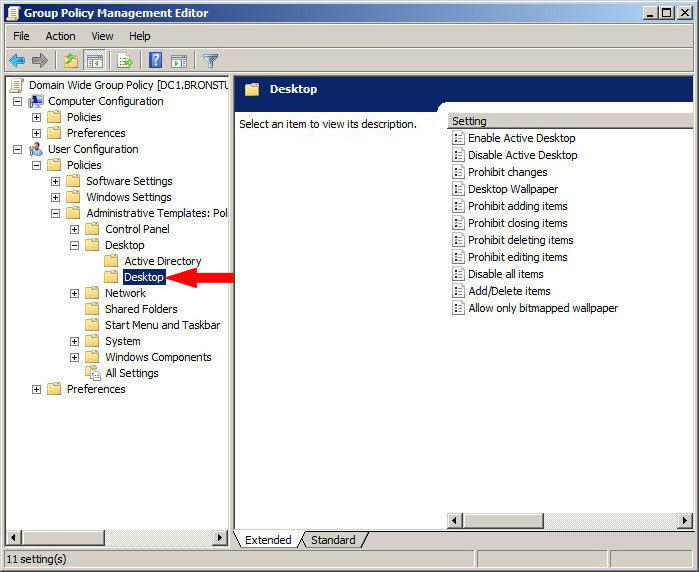 Group Policy Management Editor
File Action View Help
Domain Wide Group Policy [DC1.BRONSTU
Computer Configuration
Policies
Preferences
User Configuration
Policies
Software Settings
Windows Settings
Administrative Templates: Pol
Control Panel
Desktop
Active Directory
Desktop
Network
Shared Folders
Start Menu and Taskbar
System
Windows Components
All Settings
Preferences
Desktop
Select an item to view its description.
Setting
Enable Active Desktop
Disable Active Desktop
Prohibit changes
Desktop Wallpaper
Prohibit adding items
Prohibit closing items
Prohibit deleting items
Prohibit editing items
Disable all items
Add/Delete items
Allow only bitmapped wallpaper
Extended Standard
11 setting(s)